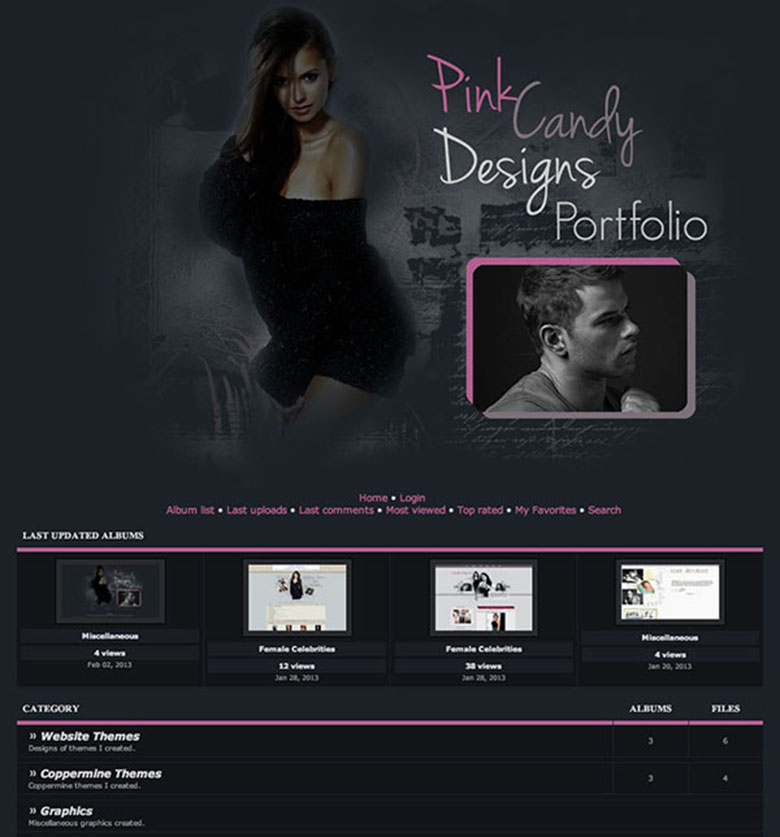 Pink
Candy
Designs
Portfolio
Home • Login
Album list • Last uploads • Last comments • Most viewed • Top rated • My Favorites • Search
LAST UPDATED ALBUMS
Miscellaneous
4 views
Feb 02, 2013
Female Celebrities
12 views
Jan 28, 2013
Female Celebrities
38 views
Jan 28, 2013
Miscellaneous
4 views
Jan 20, 2013
CATEGORY ALBUMS FILES
» Website Themes
Designs of themes I created.
3 6
» Coppermine Themes
Coppermine themes I created.
3 4
» Graphics
Miscellaneous graphics created.